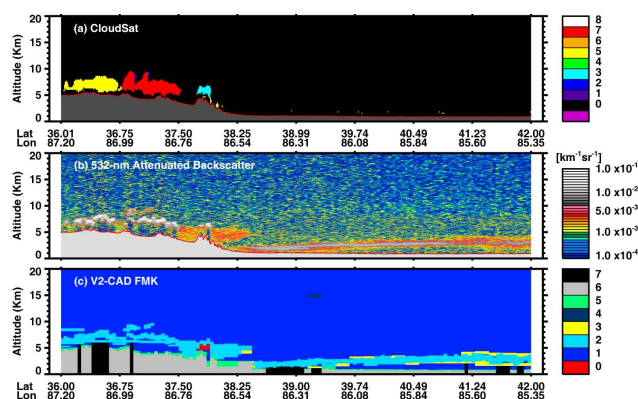 (a) CloudSat
Altitude (Km)
20
15
10
5
0
8
7
6
5
4
3
2
1
0
Lat 36.01 36.99 37.50 38.25 38.99 39.74 40.49 41.23 42.00
Lon 87.20 86.99 86.76 86.54 86.31 86.08 85.84 85.60 85.35
(b) 532-nm Attenuated Backscatter
Altitude (Km)
20
15
10
5
0
[km⁻¹sr⁻¹]
1.0 x10⁻¹
1.0 x10⁻²
5.0 x10⁻³
1.0 x10⁻³
1.0 x10⁻⁴
(c) V2-CAD FMK
Altitude (Km)
20
15
10
5
0
7
6
5
4
3
2
1
0
Lat 36.00 36.99 37.50 38.25 39.00 39.74 40.49 41.24 42.00
Lon 87.20 86.99 86.76 86.54 86.31 86.08 85.84 85.60 85.35